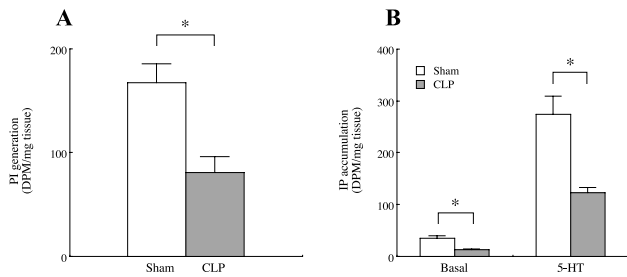 A
*
200
100
0
PI generation
(DPM/mg tissue)
Sham CLP
B
400
300
200
100
0
IP accumulation
(DPM/mg tissue)
Sham
CLP
*
*
Basal 5-HT